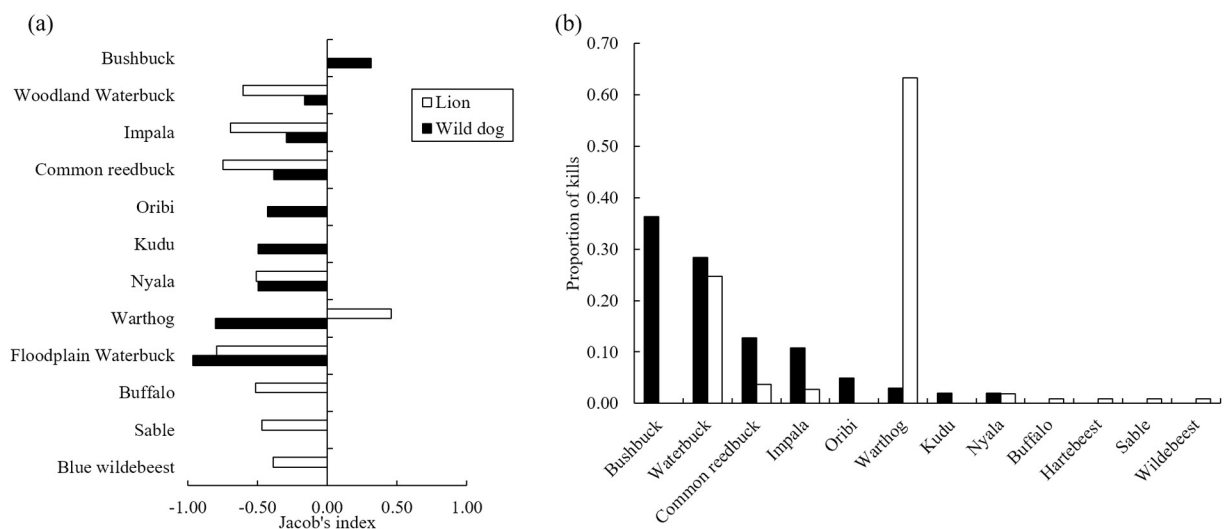 (a)
Bushbuck
Woodland Waterbuck
Impala
Common reedbuck
Oribi
Kudu
Nyala
Warthog
Floodplain Waterbuck
Buffalo
Sable
Blue wildebeest
-1.00 -0.50 0.00 0.50 1.00
Jacob's index
Lion
Wild dog
(b)
Proportion of kills
0.70
0.60
0.50
0.40
0.30
0.20
0.10
0.00
Bushbuck
Waterbuck
Common reedbuck
Impala
Oribi
Warthog
Kudu
Nyala
Buffalo
Hartebeest
Sable
Wildebeest